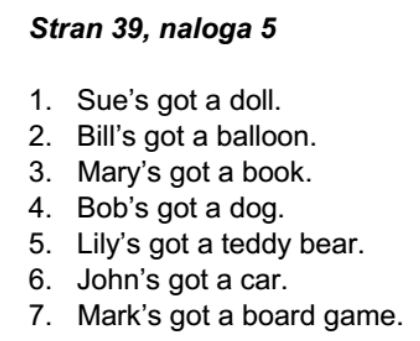 Stran 39, naloga 5
1. Sue’s got a doll.
2. Bill’s got a balloon.
3. Mary’s got a book.
4. Bob’s got a dog.
5. Lily’s got a teddy bear.
6. John’s got a car.
7. Mark’s got a board game.